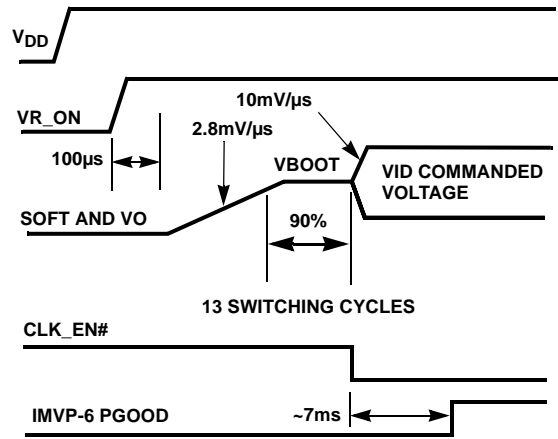 VDD
VR_ON
10mV/µs
2.8mV/µs
100µs
VBOOT
VID COMMANDED
VOLTAGE
SOFT AND VO
90%
13 SWITCHING CYCLES
CLK_EN#
IMVP-6 PGOOD
~7ms